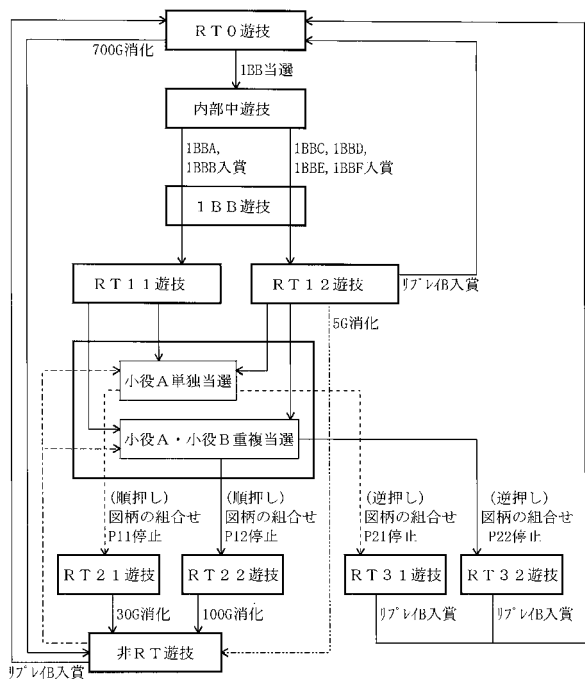 ＲＴ０遊技
700G消化
1BB当選
内部中遊技
1BBA,
1BBB入賞
1BBC, 1BBD,
1BBE, 1BBF入賞
１ＢＢ遊技
ＲＴ１１遊技
ＲＴ１２遊技
ﾘﾌﾟﾚｲB入賞
5G消化
小役Ａ単独当選
小役Ａ・小役Ｂ重複当選
(順押し)
図柄の組合せ
P11停止
(順押し)
図柄の組合せ
P12停止
(逆押し)
図柄の組合せ
P21停止
(逆押し)
図柄の組合せ
P22停止
ＲＴ２１遊技
ＲＴ２２遊技
ＲＴ３１遊技
ＲＴ３２遊技
30G消化
100G消化
ﾘﾌﾟﾚｲB入賞
ﾘﾌﾟﾚｲB入賞
非ＲＴ遊技
ﾘﾌﾟﾚｲB入賞